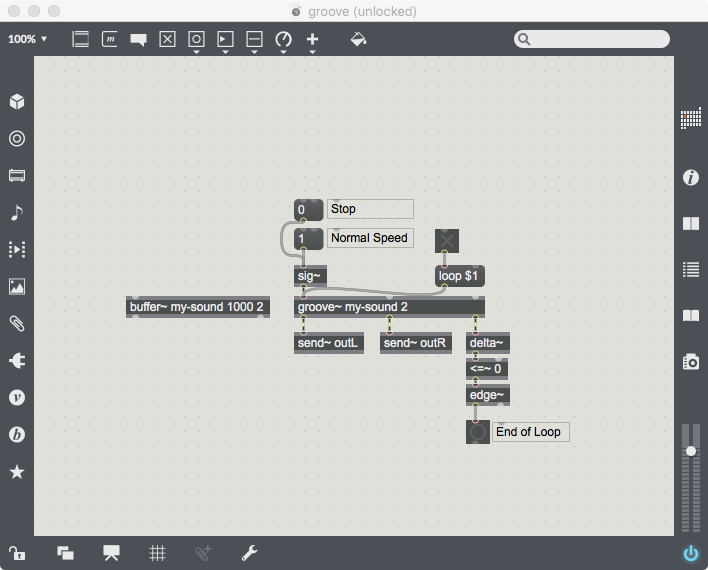 groove (unlocked)
100%
0
Stop
1
Normal Speed
sig~
loop $1
buffer~ my-sound 1000 2
groove~ my-sound 2
send~ outL
send~ outR
delta~
<=~ 0
edge~
End of Loop